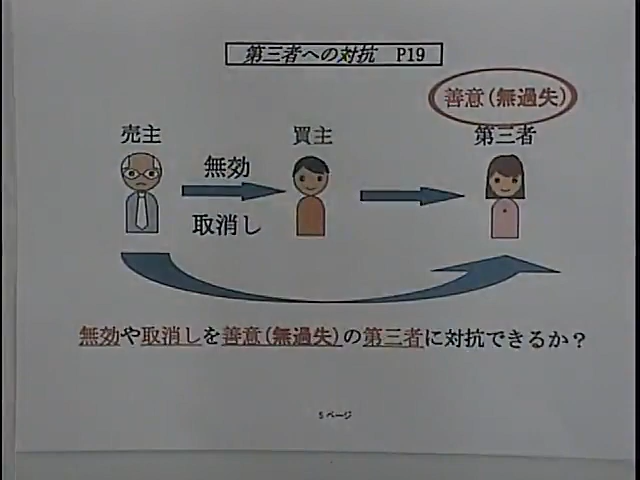 第三者への対抗　P19
善意(無過失)
売主
買主
第三者
無効
取消し
無効や取消しを善意(無過失)の第三者に対抗できるか?
5 ページ